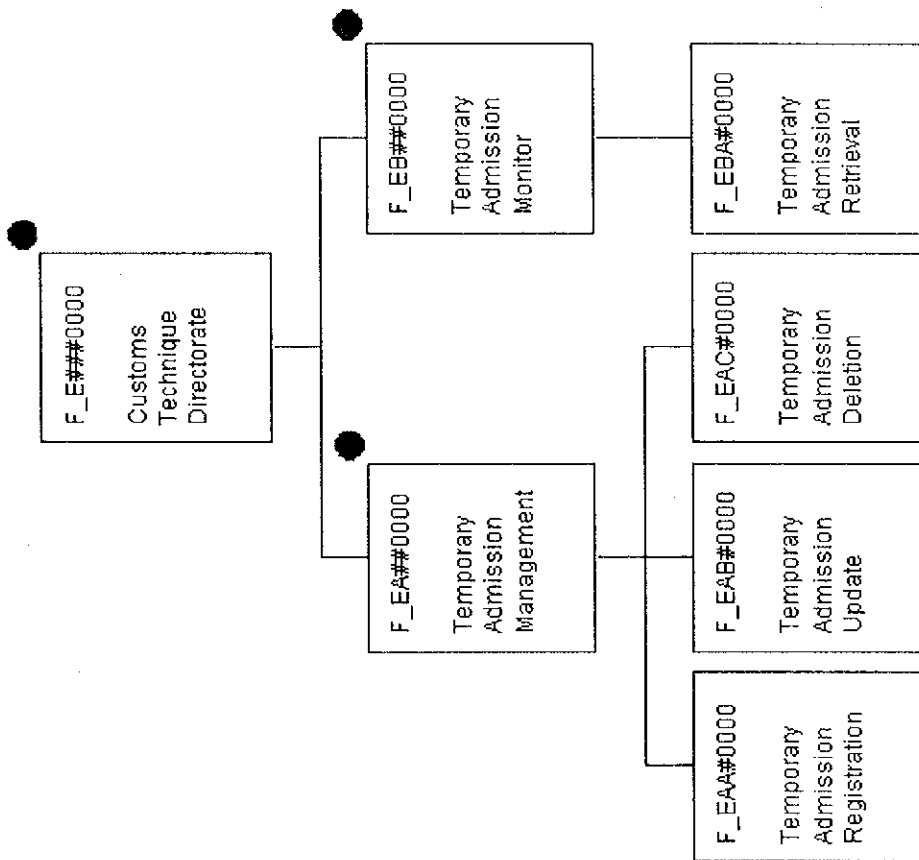 F_E###0000
Customs
Technique
Directorate
F_EA##0000
Temporary
Admission
Management
F_EB##0000
Temporary
Admission
Monitor
F_EAA#0000
Temporary
Admission
Registration
F_EAB#0000
Temporary
Admission
Update
F_EAC#0000
Temporary
Admission
Deletion
F_EBA#0000
Temporary
Admission
Retrieval